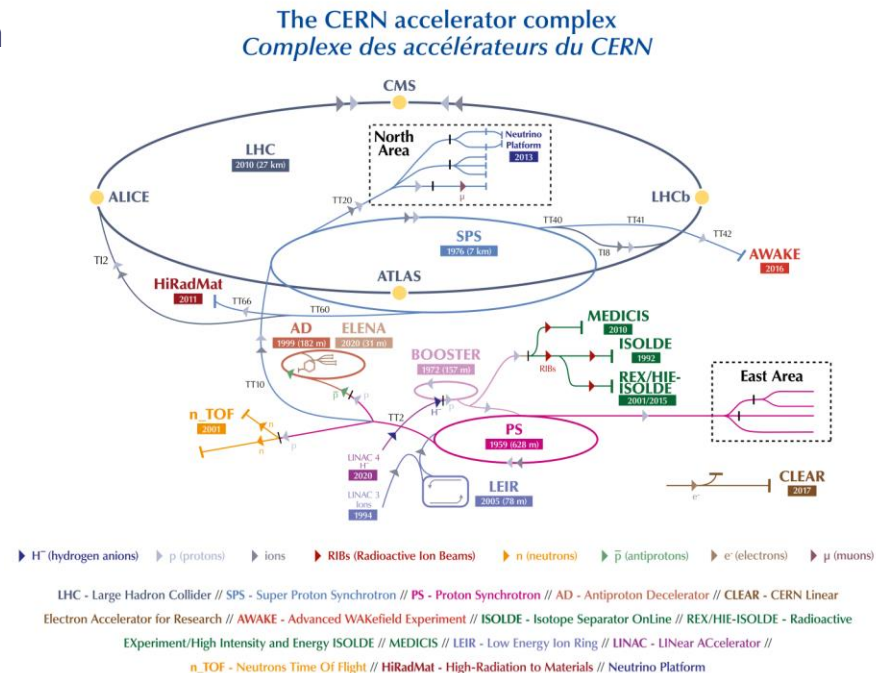 The CERN accelerator complex
Complexe des accélérateurs du CERN
CMS
LHC
2010 (27 km)
North
Area
Neutrino
Platform
2013
μ
ALICE
LHCb
TT20
TT40
TT41
TT42
SPS
1976 (7 km)
TI2
TI8
AWAKE
2016
ATLAS
HiRadMat
2011
TT66
TT60
AD
1999 (182 m)
ELENA
2020 (31 m)
MEDICIS
2010
BOOSTER
1972 (157 m)
ISOLDE
1992
RIBs
REX/HIE-
ISOLDE
2001/2015
East Area
TT10
p̅
p
H⁻
p
n_TOF
2001
n
n
p
TT2
PS
1959 (628 m)
LINAC 4
H⁻
2020
LINAC 3
Ions
1994
LEIR
2005 (78 m)
CLEAR
2017
e⁻
H⁻ (hydrogen anions) p (protons) ions RIBs (Radioactive Ion Beams) n (neutrons) p̅ (antiprotons) e⁻ (electrons) μ (muons)
LHC - Large Hadron Collider // SPS - Super Proton Synchrotron // PS - Proton Synchrotron // AD - Antiproton Decelerator // CLEAR - CERN Linear
Electron Accelerator for Research // AWAKE - Advanced WAKefield Experiment // ISOLDE - Isotope Separator OnLine // REX/HIE-ISOLDE - Radioactive
EXperiment/High Intensity and Energy ISOLDE // MEDICIS // LEIR - Low Energy Ion Ring // LINAC - LINear ACcelerator //
n_TOF - Neutrons Time Of Flight // HiRadMat - High-Radiation to Materials // Neutrino Platform